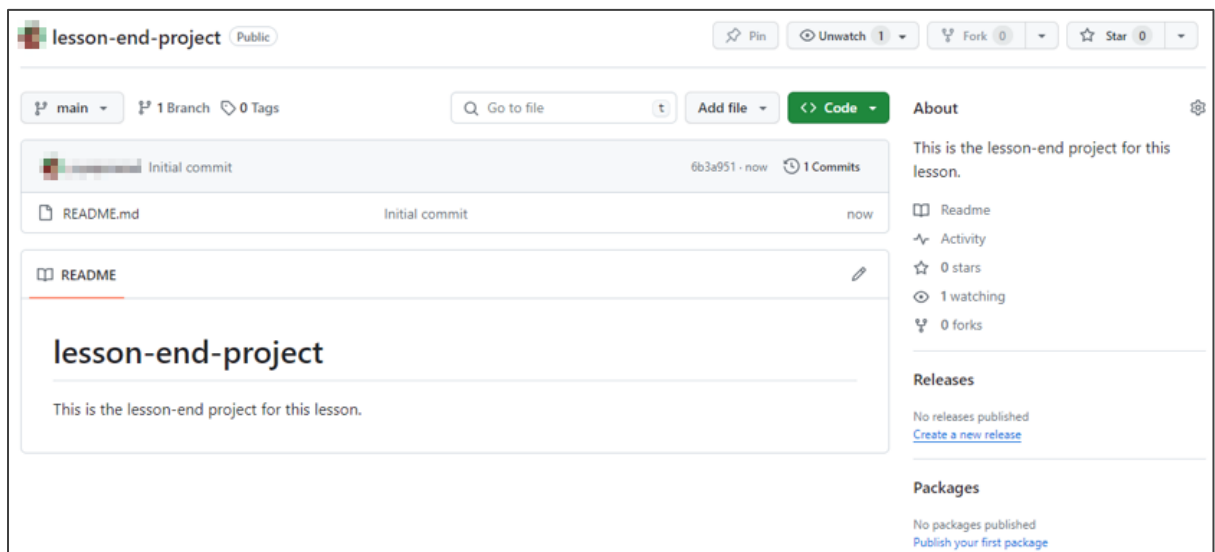 lesson-end-project Public
Pin
Unwatch 1
Fork 0
Star 0
main
1 Branch
0 Tags
Go to file
t
Add file
<> Code
Initial commit
6b3a951 · now
1 Commits
README.md
Initial commit
now
README
lesson-end-project
This is the lesson-end project for this lesson.
About
This is the lesson-end project for this
lesson.
Readme
Activity
0 stars
1 watching
0 forks
Releases
No releases published
Create a new release
Packages
No packages published
Publish your first package